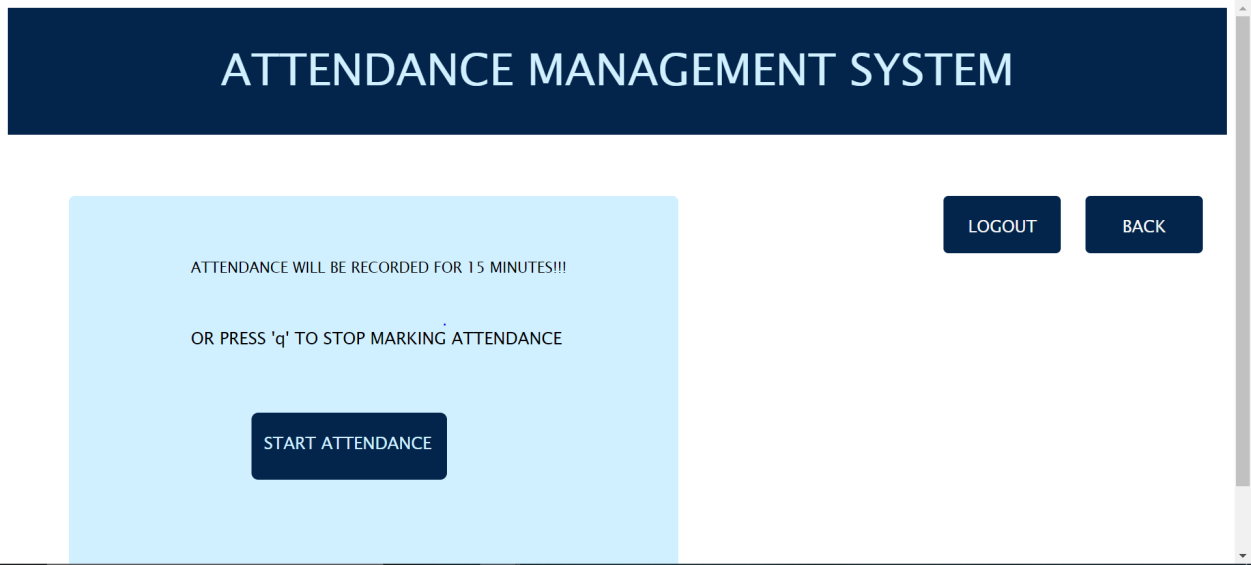 ATTENDANCE MANAGEMENT SYSTEM
LOGOUT
BACK
ATTENDANCE WILL BE RECORDED FOR 15 MINUTES!!!
OR PRESS 'q' TO STOP MARKING ATTENDANCE
START ATTENDANCE